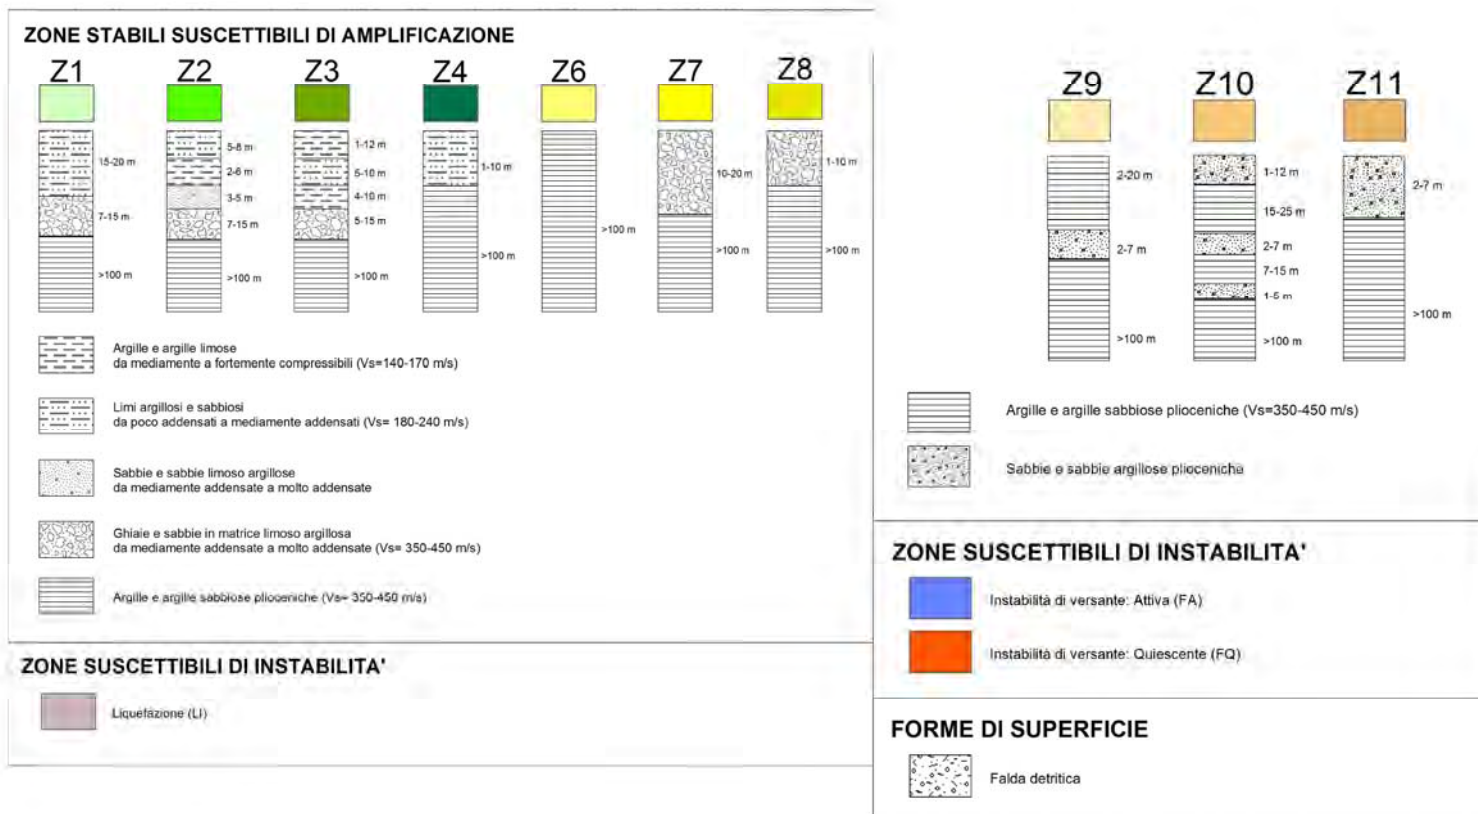 ZONE STABILI SUSCETTIBILI DI AMPLIFICAZIONE
Z1 Z2 Z3 Z4 Z6 Z7 Z8
15-20 m
7-15 m
>100 m
5-8 m
2-6 m
3-5 m
7-15 m
>100 m
1-12 m
5-10 m
4-10 m
5-15 m
>100 m
1-10 m
>100 m
>100 m
10-20 m
>100 m
1-10 m
>100 m
Argille e argille limose
da mediamente a fortemente compressibili (Vs=140-170 m/s)
Limi argillosi e sabbiosi
da poco addensati a mediamente addensati (Vs= 180-240 m/s)
Sabbie e sabbie limoso argillose
da mediamente addensate a molto addensate
Ghiaie e sabbie in matrice limoso argillosa
da mediamente addensate a molto addensate (Vs= 350-450 m/s)
Argille e argille sabbiose plioceniche (Vs= 350-450 m/s)
ZONE SUSCETTIBILI DI INSTABILITA'
Liquefazione (LI)
Z9 Z10 Z11
2-20 m
2-7 m
>100 m
1-12 m
15-25 m
2-7 m
7-15 m
1-5 m
>100 m
2-7 m
>100 m
Argille e argille sabbiose plioceniche (Vs=350-450 m/s)
Sabbie e sabbie argillose plioceniche
ZONE SUSCETTIBILI DI INSTABILITA'
Instabilità di versante: Attiva (FA)
Instabilità di versante: Quiescente (FQ)
FORME DI SUPERFICIE
Falda detritica